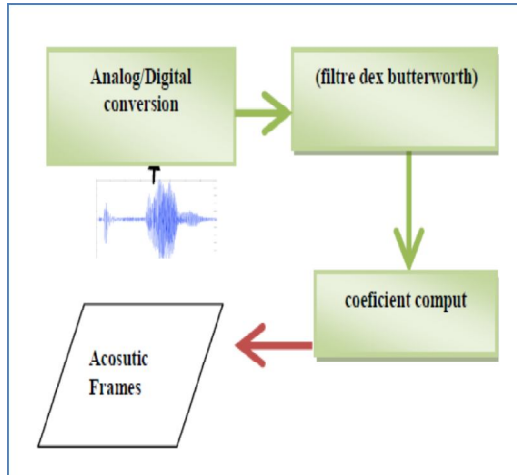 Analog/Digital
conversion
(filtre dex butterworth)
coeficient comput
Acosutic
Frames